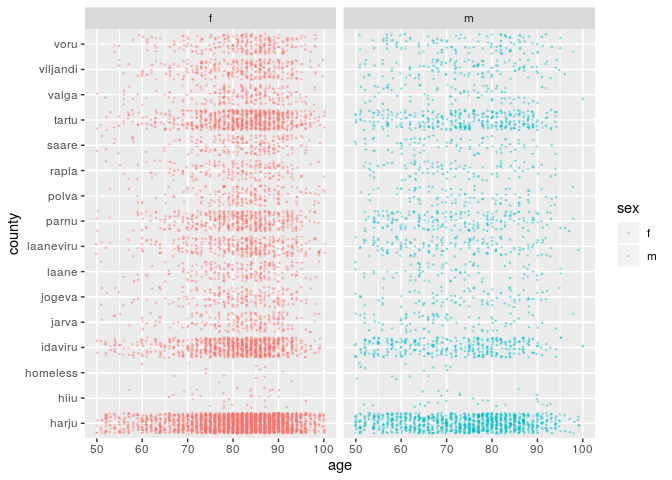 f m
voru
viljandi
valga
tartu
saare
rapla
polva
parnu
laaneviru
laane
jogeva
jarva
idaviru
homeless
hiiu
harju
county
50 60 70 80 90 100 50 60 70 80 90 100
age
sex
f
m